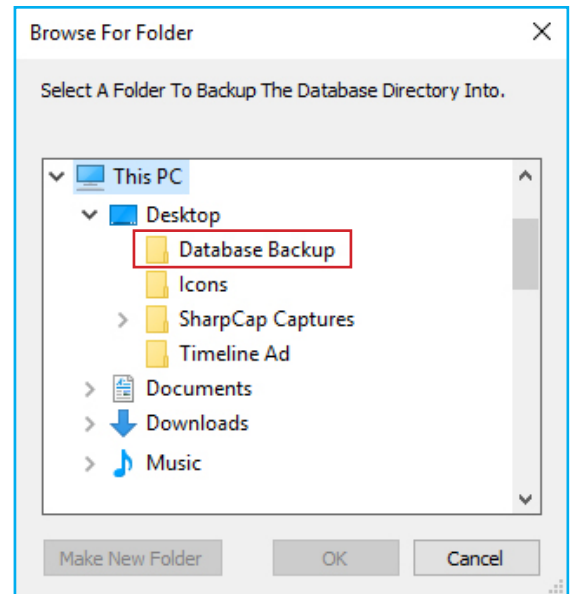 Browse For Folder
Select A Folder To Backup The Database Directory Into.
This PC
Desktop
Database Backup
Icons
SharpCap Captures
Timeline Ad
Documents
Downloads
Music
Make New Folder OK Cancel